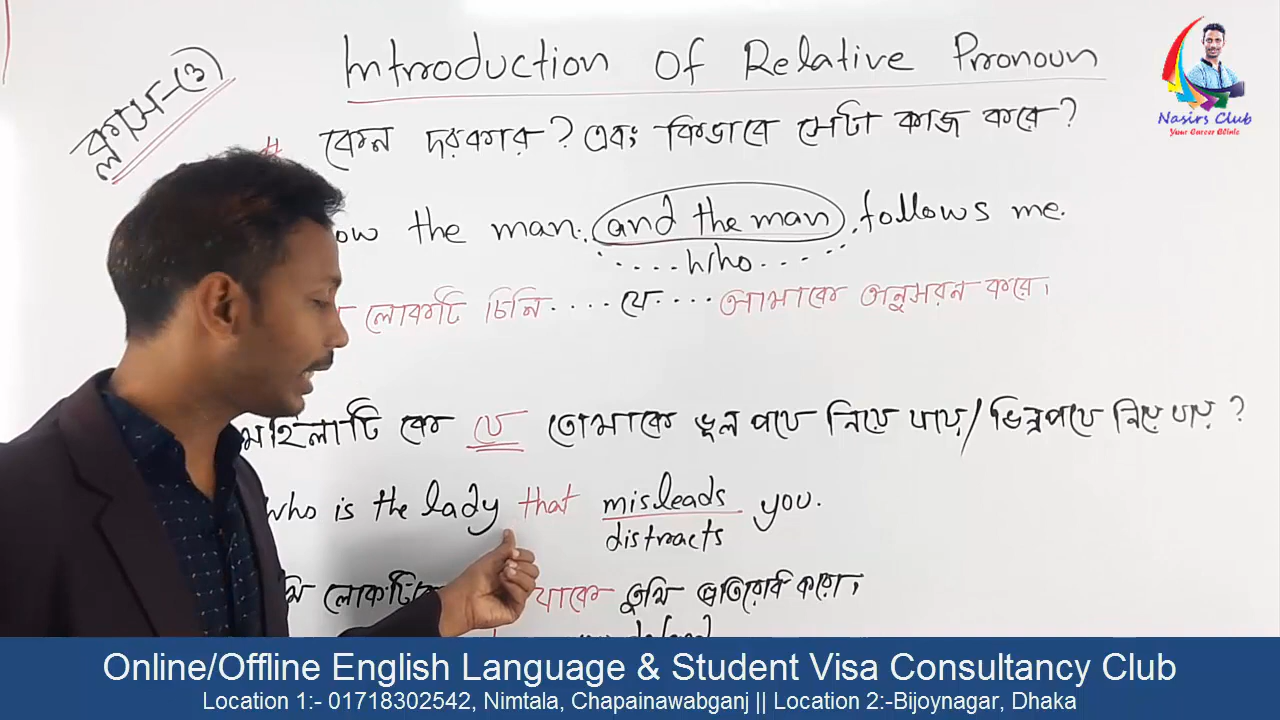 Introduction of Relative Pronoun
ক্লাস-(৩)
# কেন দরকার? এবং কিভাবে সেটা কাজ করে?
ow the man. and the man follows me.
.....who.....
লোকটি চিনি....যে....আমাকে অনুসরন করে।
মহিলাটি কে যে তোমাকে ভুল পথে নিয়ে যায়/ভিন্নপথে নিয়ে যায়?
who is the lady that misleads you.
distracts
যাকে তুমি প্রতিরোধ করো।
Nasirs Club
Your Career Clinic
Online/Offline English Language & Student Visa Consultancy Club
Location 1:- 01718302542, Nimtala, Chapainawabganj || Location 2:-Bijoynagar, Dhaka